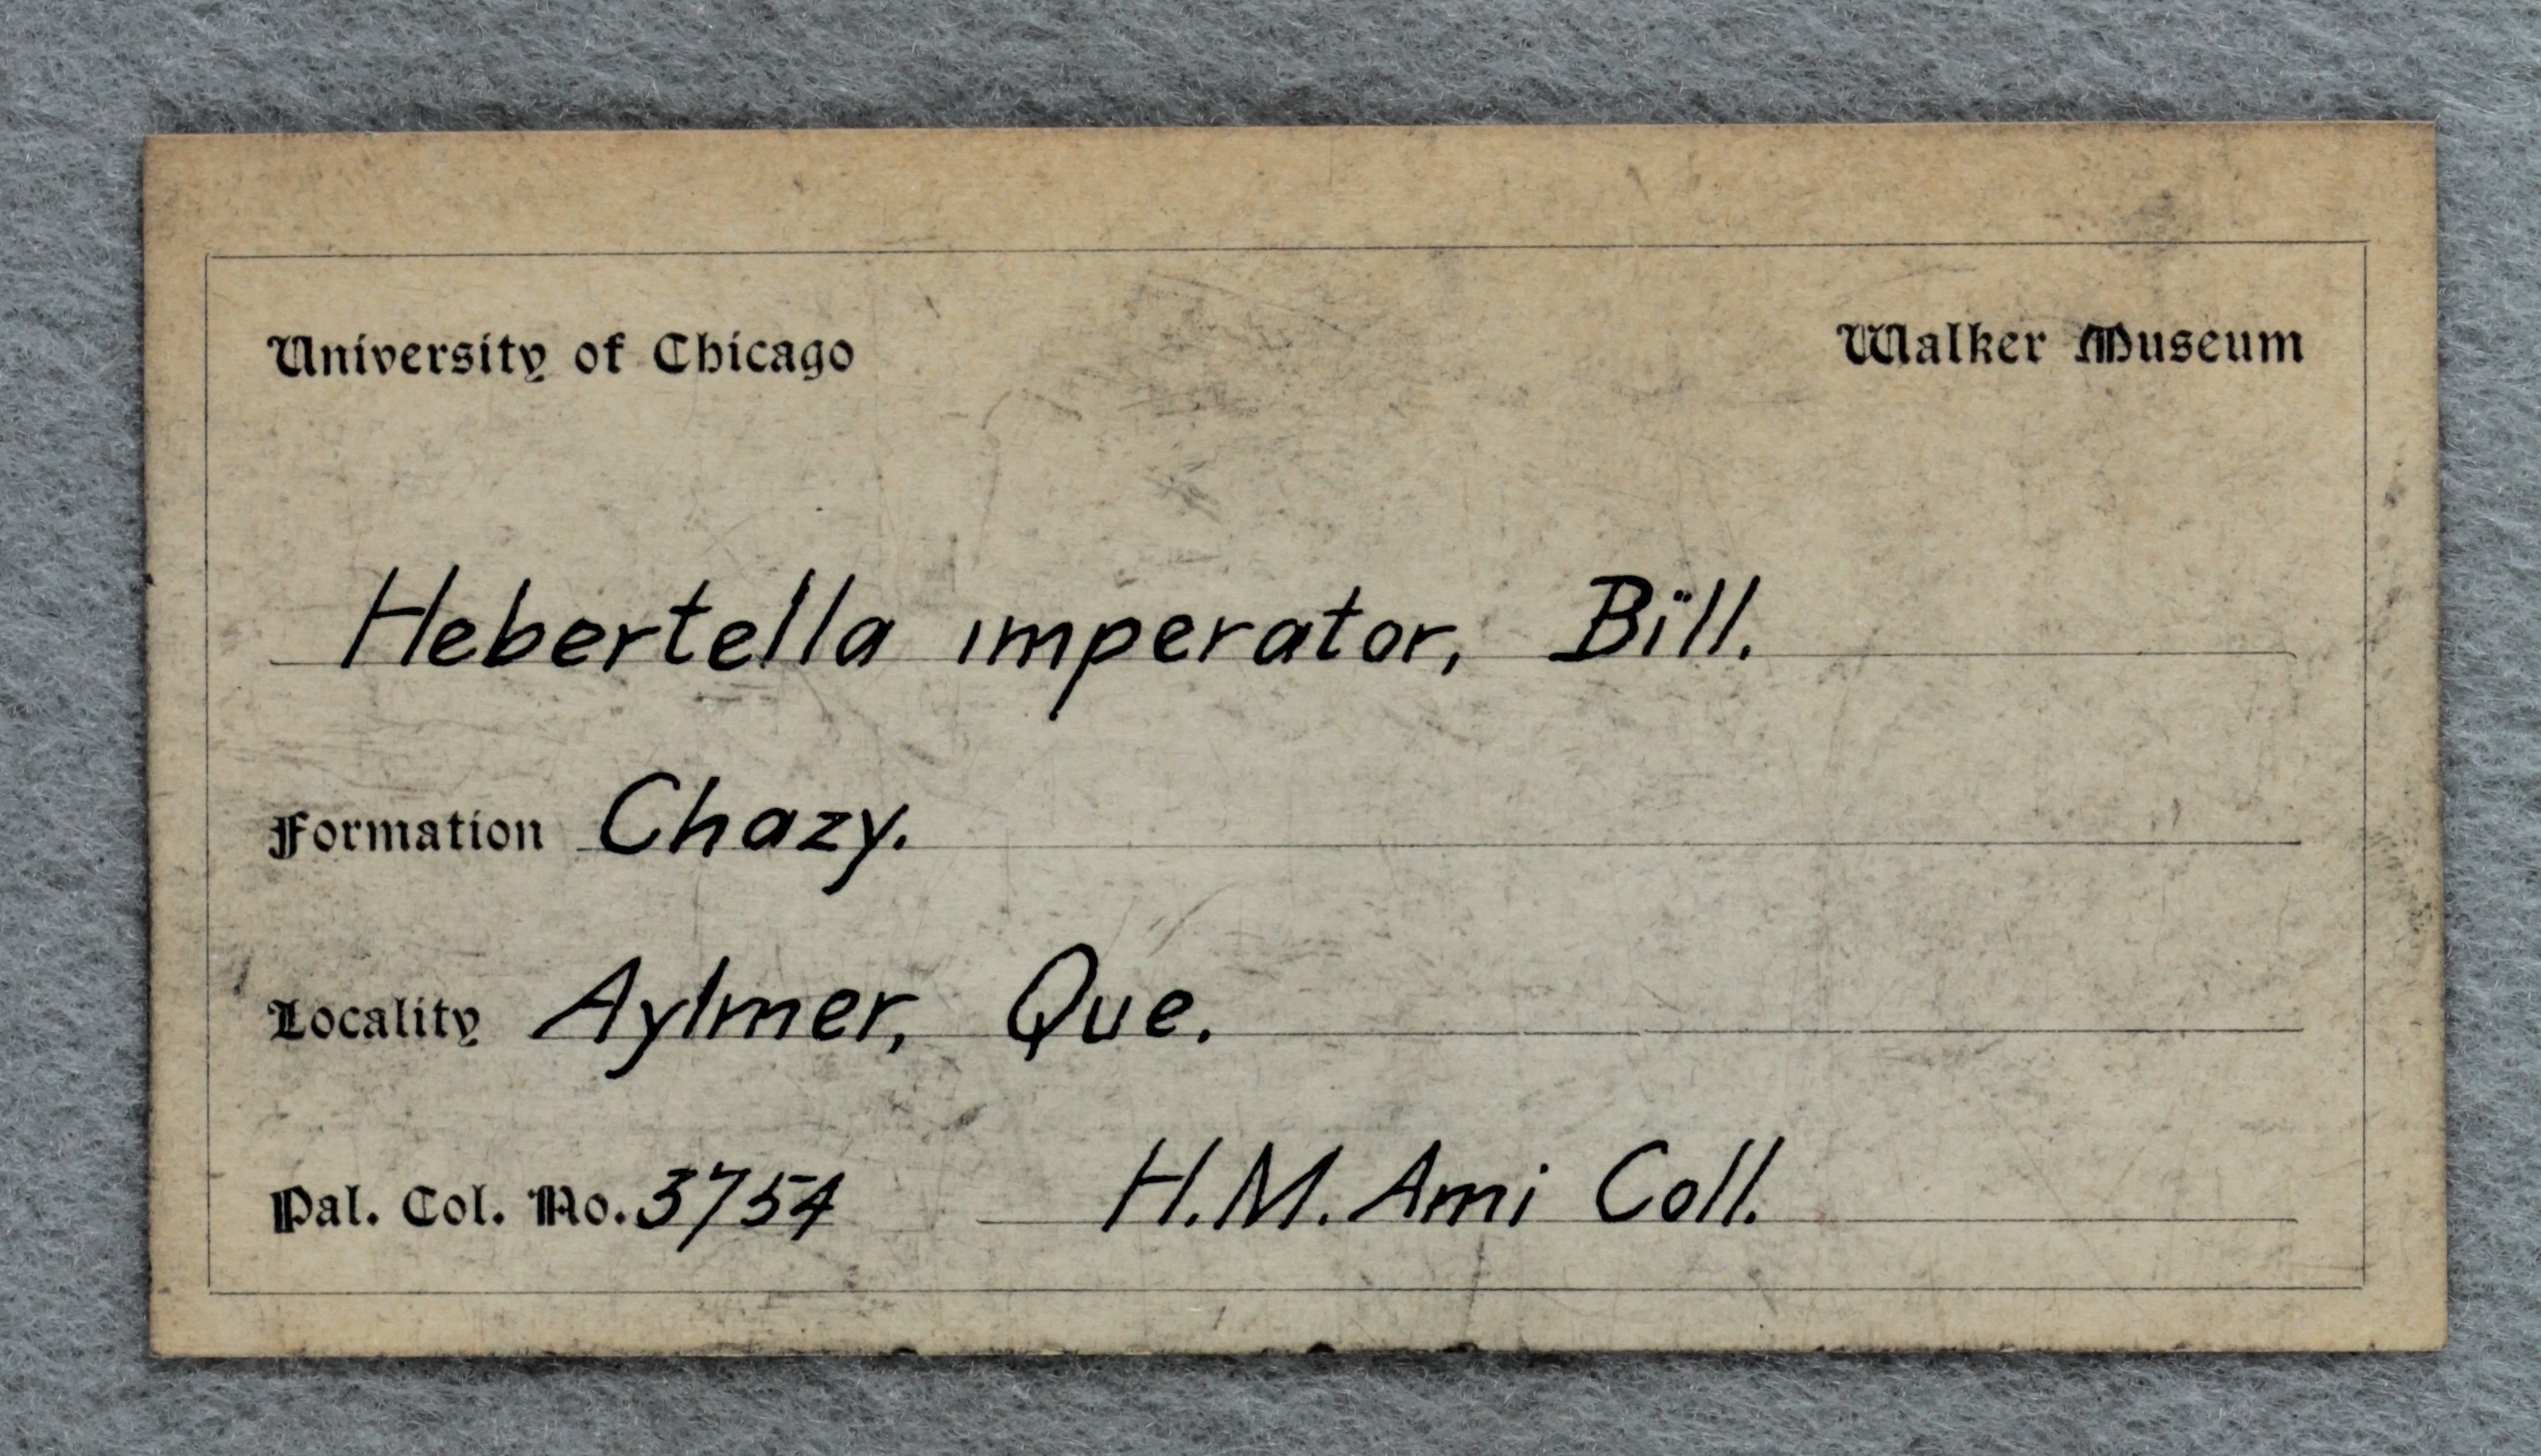 University of Chicago Walker Museum
Hebertella imperator, Bill.
Formation Chazy.
Locality Aylmer, Que.
Pal. Col. No. 3754 H.M. Ami Coll.